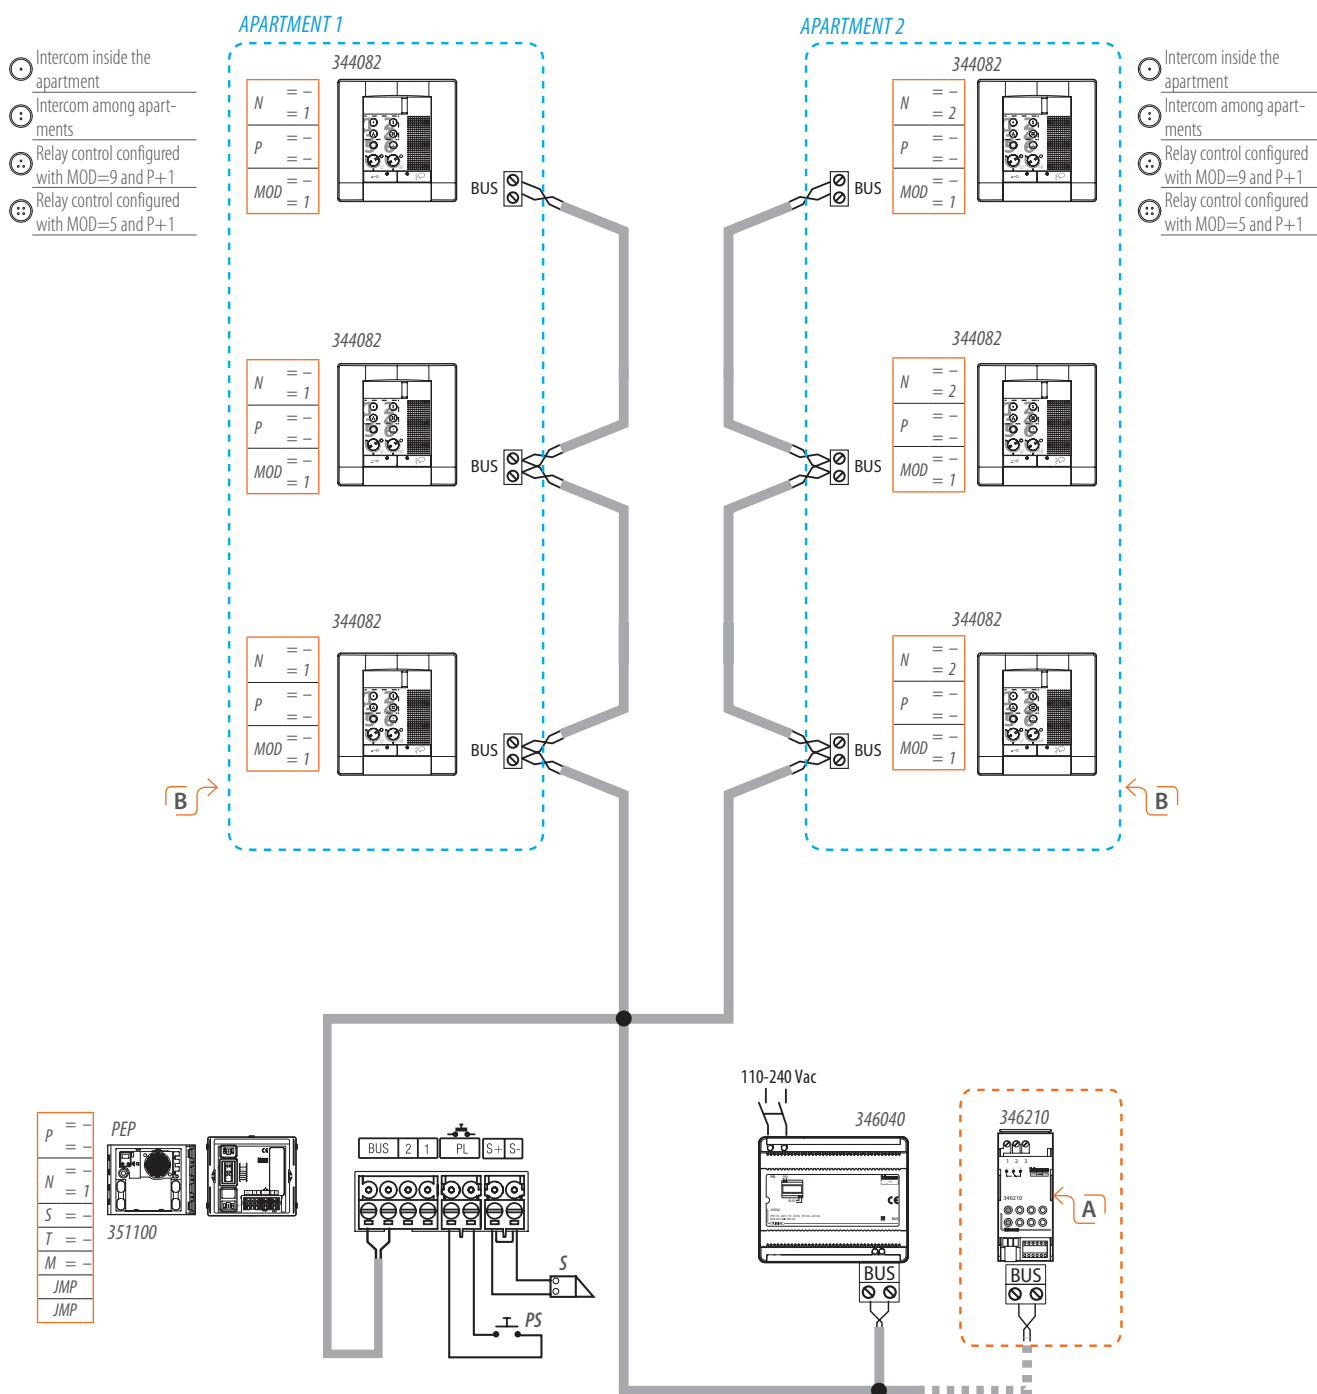 APARTMENT 1
APARTMENT 2
Intercom inside the
apartment
Intercom among apart-
ments
Relay control configured
with MOD=9 and P+1
Relay control configured
with MOD=5 and P+1
Intercom inside the
apartment
Intercom among apart-
ments
Relay control configured
with MOD=9 and P+1
Relay control configured
with MOD=5 and P+1
344082
N = –
= 1
P = –
= –
MOD = –
= 1
BUS
344082
N = –
= 2
P = –
= –
MOD = –
= 1
BUS
344082
N = –
= 1
P = –
= –
MOD = –
= 1
BUS
344082
N = –
= 2
P = –
= –
MOD = –
= 1
BUS
344082
N = –
= 1
P = –
= –
MOD = –
= 1
BUS
344082
N = –
= 2
P = –
= –
MOD = –
= 1
BUS
B
B
P = –
= –
N = –
= 1
S = –
T = –
M = –
JMP
JMP
PEP
351100
BUS 2 1 PL S+ S-
S
PS
110-240 Vac
346040
BUS
346210
1 2 3
346210
A
BUS